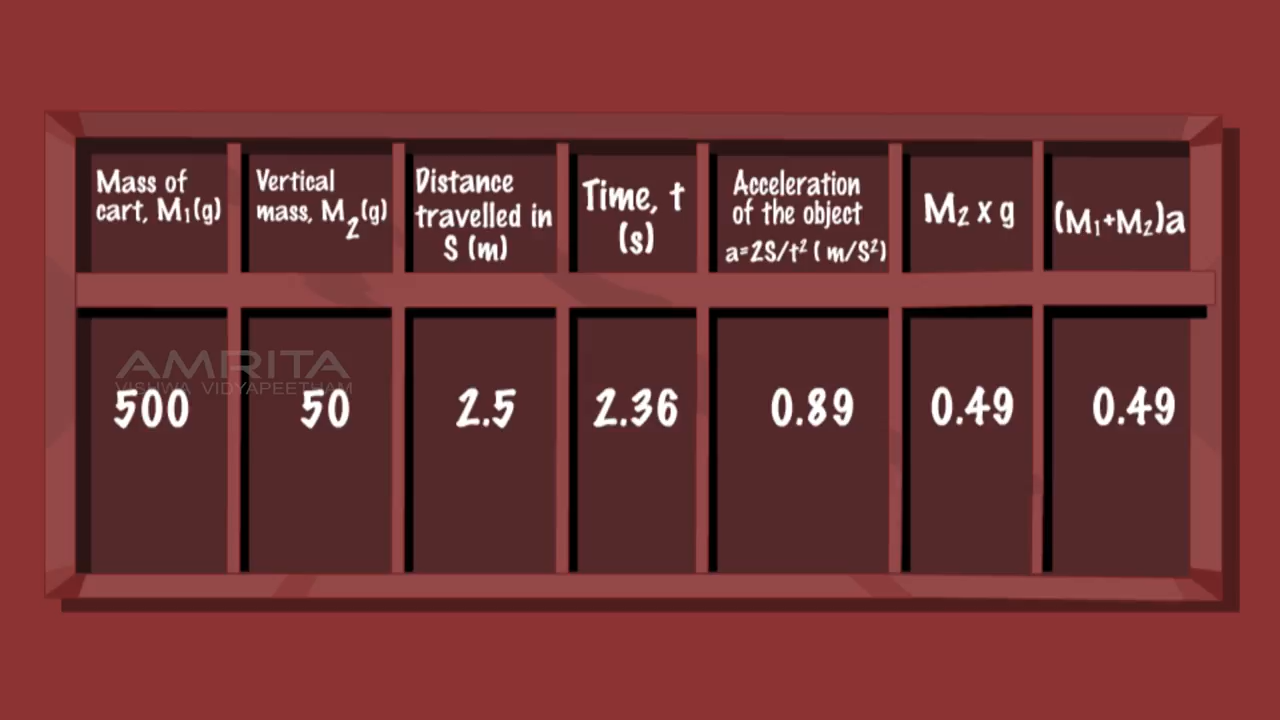 Mass of
cart, M₁(g)
Vertical
mass, M₂(g)
Distance
travelled in
S (m)
Time, t
(s)
Acceleration
of the object
a=2S/t² ( m/S²)
M₂ x g
(M₁+M₂)a
AMRITA
VISHWA VIDYAPEETHAM
500
50
2.5
2.36
0.89
0.49
0.49